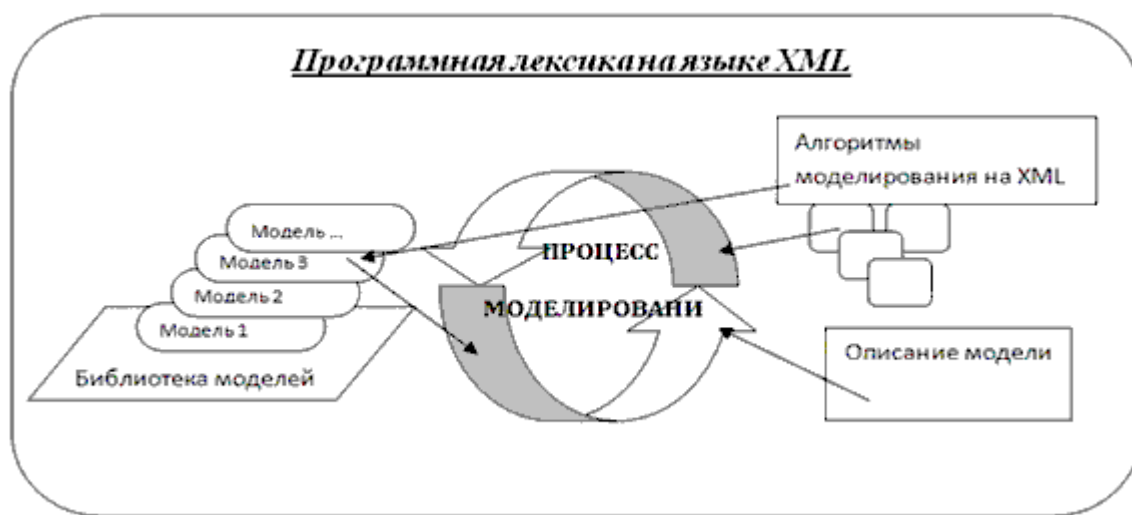 Программная лексика на языке XML
Алгоритмы
моделирования на XML
Модель ...
Модель 3
Модель 2
Модель 1
Библиотека моделей
ПРОЦЕСС
МОДЕЛИРОВАНИ
Описание модели